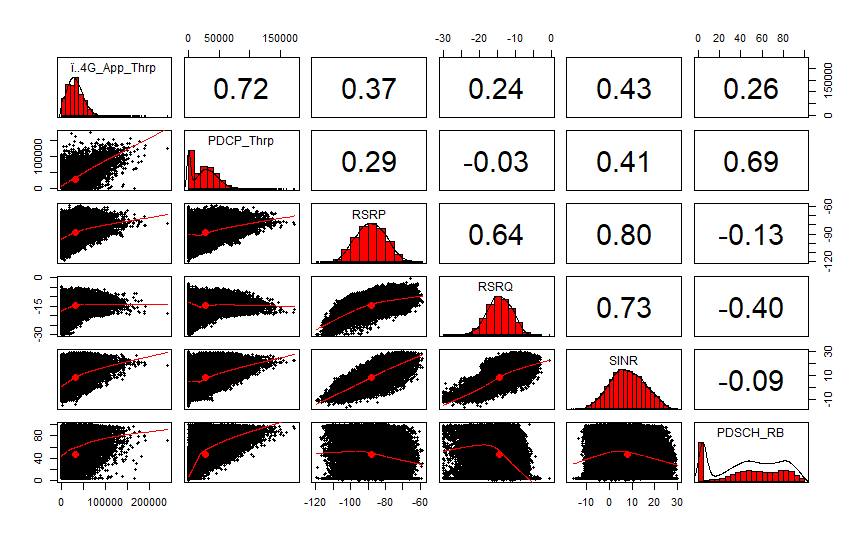 0 50000 150000 -30 -20 -10 0 0 20 40 60 80
ï..4G_App_Thrp
0.72 0.37 0.24 0.43 0.26
0 150000
PDCP_Thrp
0.29 -0.03 0.41 0.69
0 100000
RSRP
0.64 0.80 -0.13
-120 -90 -60
RSRQ
0.73 -0.40
-30 -15 0
SINR
-0.09
-10 10 30
PDSCH_RB
0 40 80
0 100000 200000 -120 -100 -80 -60 -10 0 10 20 30